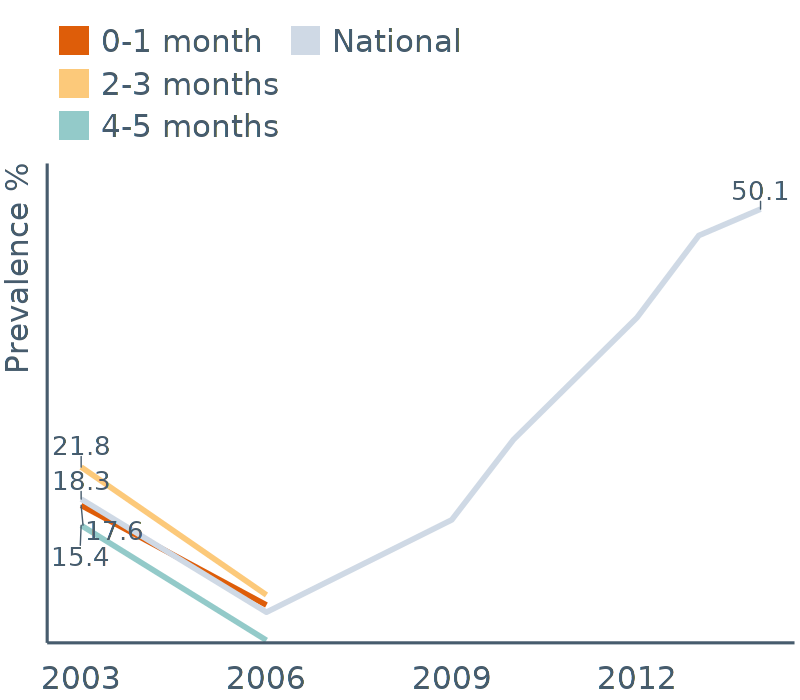 0-1 month
National
2-3 months
4-5 months
Prevalence %
50.1
21.8
18.3
17.6
15.4
2003 2006 2009 2012